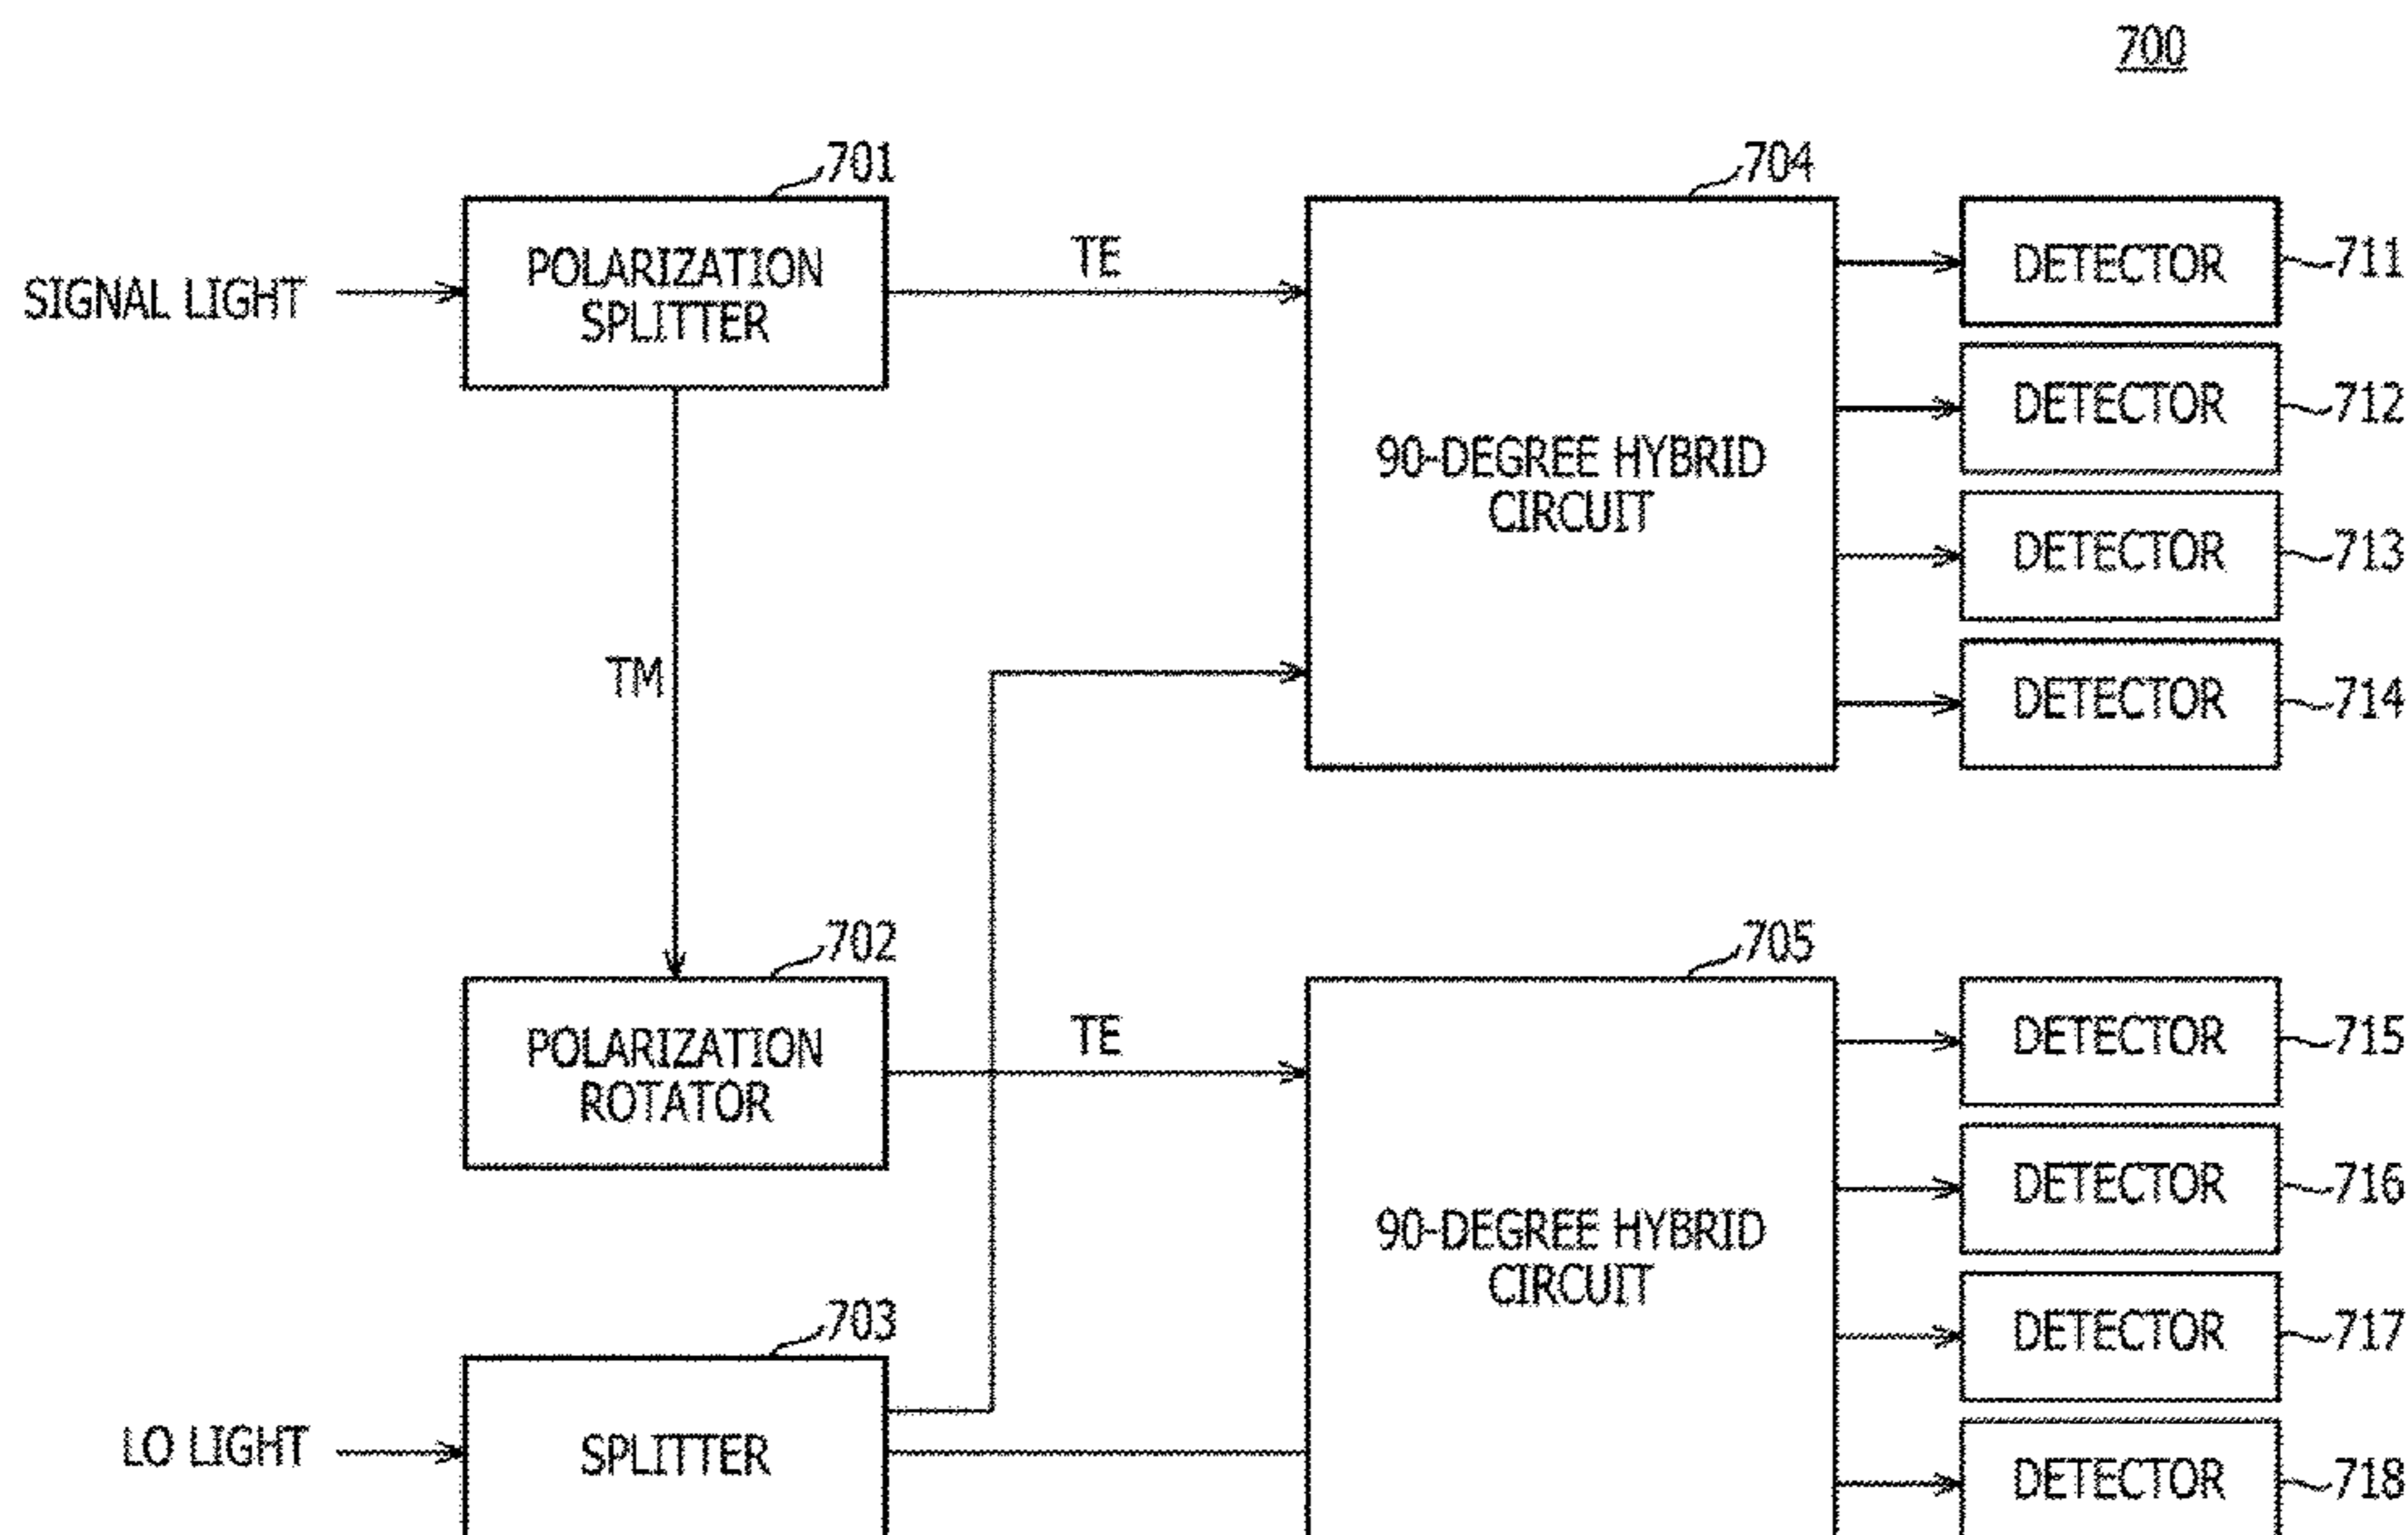 700
701
704
SIGNAL LIGHT
POLARIZATION
SPLITTER
TE
90-DEGREE HYBRID
CIRCUIT
DETECTOR
711
DETECTOR
712
DETECTOR
713
DETECTOR
714
TM
702
705
POLARIZATION
ROTATOR
TE
90-DEGREE HYBRID
CIRCUIT
DETECTOR
715
DETECTOR
716
DETECTOR
717
DETECTOR
718
703
LO LIGHT
SPLITTER